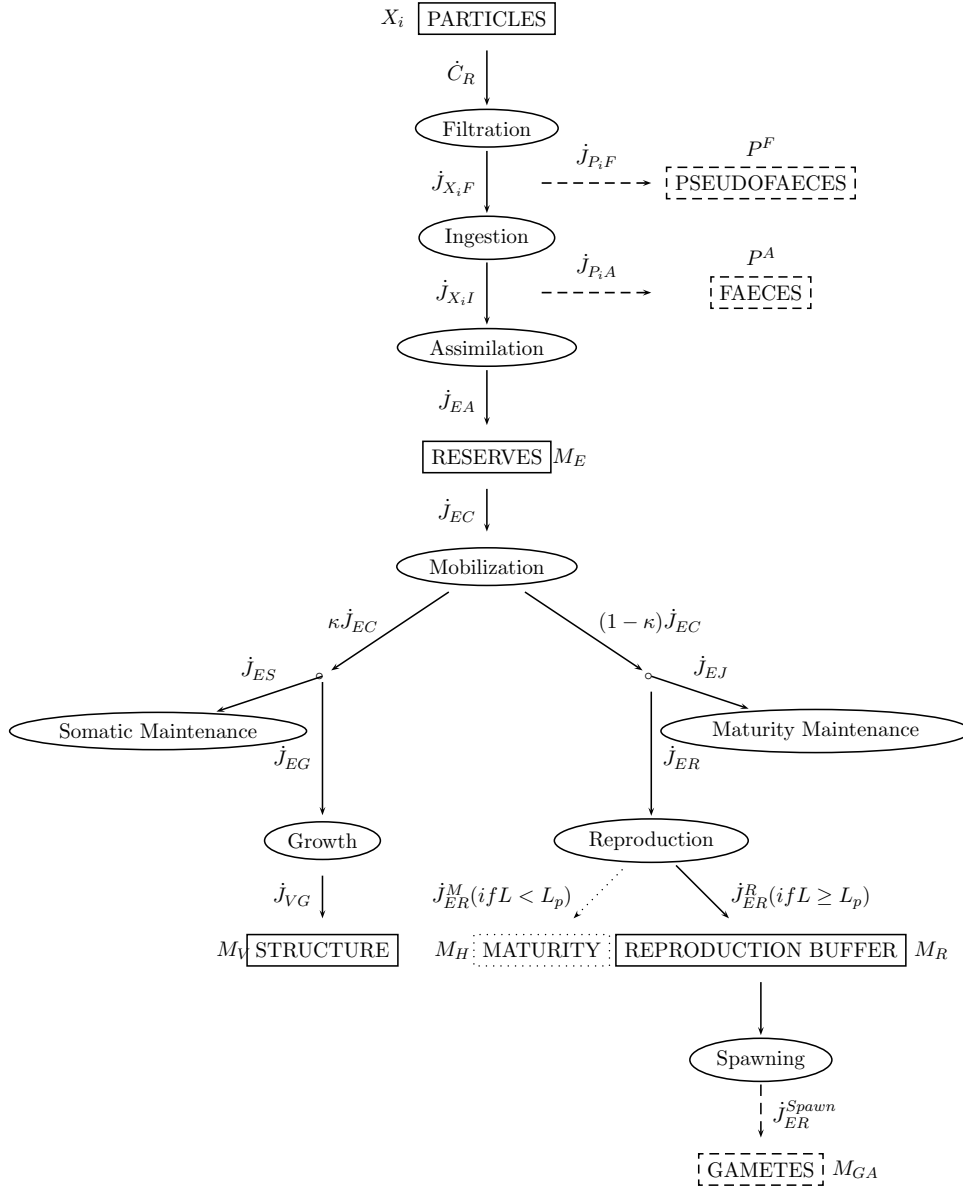 X_i PARTICLES
Ċ_R
Filtration
J̇_{X_iF}
J̇_{P_iF}
P^F
PSEUDOFAECES
Ingestion
J̇_{X_iI}
J̇_{P_iA}
P^A
FAECES
Assimilation
J̇_{EA}
RESERVES M_E
J̇_{EC}
Mobilization
κJ̇_{EC}
(1 − κ)J̇_{EC}
J̇_{ES}
J̇_{EJ}
Somatic Maintenance
Maturity Maintenance
J̇_{EG}
J̇_{ER}
Growth
Reproduction
J̇_{VG}
J̇^M_{ER}(ifL < L_p)
J̇^R_{ER}(ifL ≥ L_p)
M_V STRUCTURE
M_H MATURITY
REPRODUCTION BUFFER M_R
Spawning
J̇^{Spawn}_{ER}
GAMETES M_{GA}